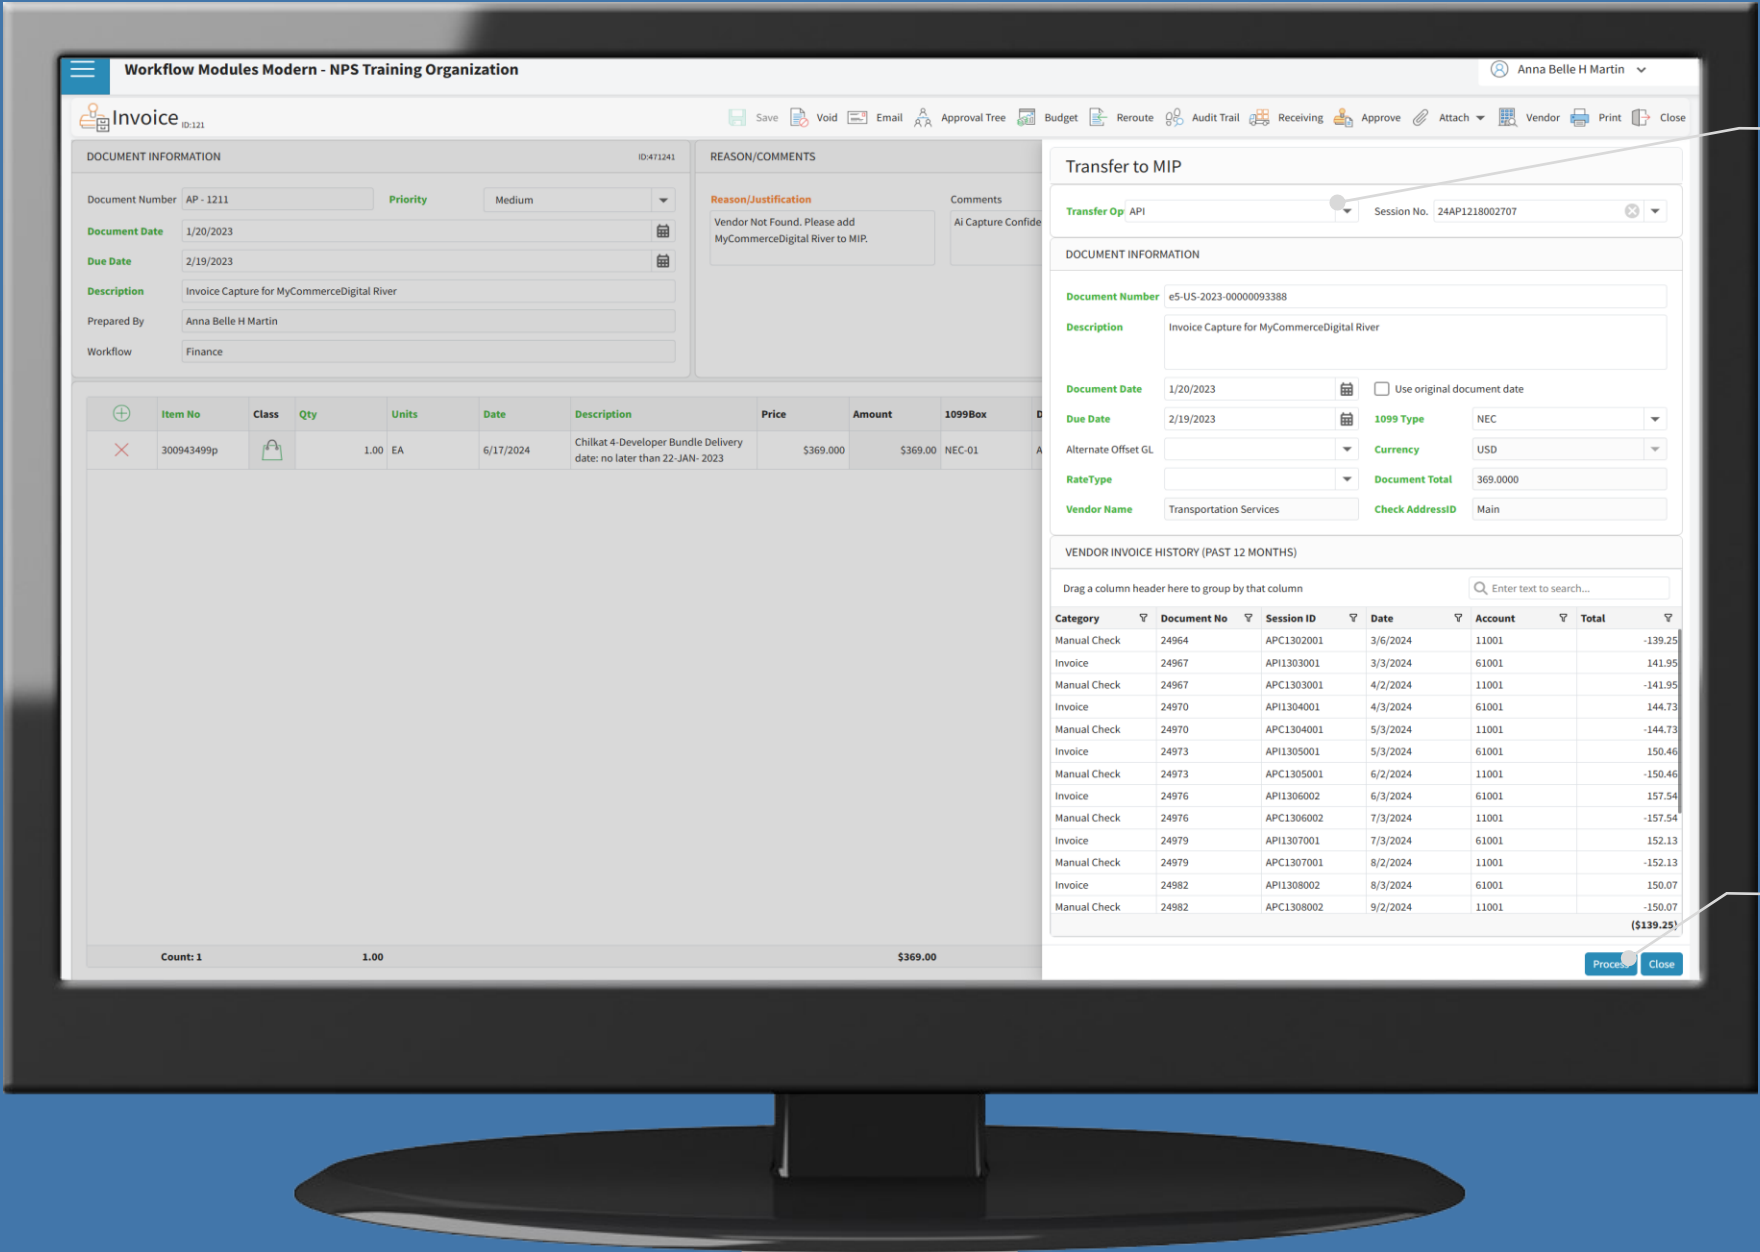 Workflow Modules Modern - NPS Training Organization
Anna Belle H Martin
Invoice ID:121
Save Void Email Approval Tree Budget Reroute Audit Trail Receiving Approve Attach Vendor Print Close
DOCUMENT INFORMATION ID:471241
Document Number AP - 1211 Priority Medium
Document Date 1/20/2023
Due Date 2/19/2023
Description Invoice Capture for MyCommerceDigital River
Prepared By Anna Belle H Martin
Workflow Finance
REASON/COMMENTS
Reason/Justification Comments
Vendor Not Found. Please add Ai Capture Confide
MyCommerceDigital River to MIP.
Item No Class Qty Units Date Description Price Amount 1099Box D
300943499p 1.00 EA 6/17/2024 Chilkat 4-Developer Bundle Delivery $369.000 $369.00 NEC-01 A
date: no later than 22-JAN- 2023
Count: 1 1.00 $369.00
Transfer to MIP
Transfer Op API Session No. 24AP1218002707
DOCUMENT INFORMATION
Document Number e5-US-2023-00000093388
Description Invoice Capture for MyCommerceDigital River
Document Date 1/20/2023 Use original document date
Due Date 2/19/2023 1099 Type NEC
Alternate Offset GL Currency USD
RateType Document Total 369.0000
Vendor Name Transportation Services Check AddressID Main
VENDOR INVOICE HISTORY (PAST 12 MONTHS)
Drag a column header here to group by that column Enter text to search...
Category Document No Session ID Date Account Total
Manual Check 24964 APC1302001 3/6/2024 11001 -139.25
Invoice 24967 API1303001 3/3/2024 61001 141.95
Manual Check 24967 APC1303001 4/2/2024 11001 -141.95
Invoice 24970 API1304001 4/3/2024 61001 144.73
Manual Check 24970 APC1304001 5/3/2024 11001 -144.73
Invoice 24973 API1305001 5/3/2024 61001 150.46
Manual Check 24973 APC1305001 6/2/2024 11001 -150.46
Invoice 24976 API1306002 6/3/2024 61001 157.54
Manual Check 24976 APC1306002 7/3/2024 11001 -157.54
Invoice 24979 API1307001 7/3/2024 61001 152.13
Manual Check 24979 APC1307001 8/2/2024 11001 -152.13
Invoice 24982 API1308002 8/3/2024 61001 150.07
Manual Check 24982 APC1308002 9/2/2024 11001 -150.07
($139.25)
Process Close